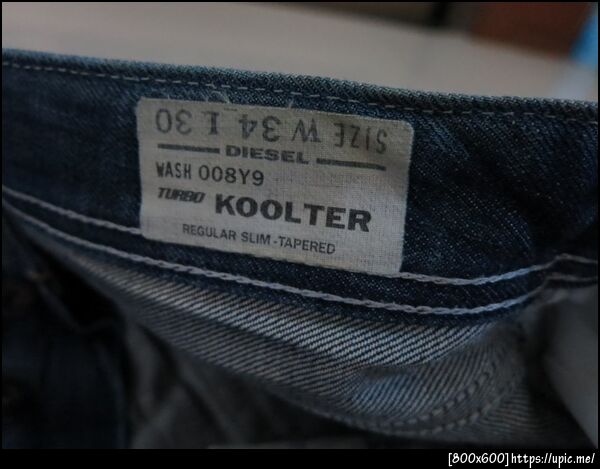 SIZE W 34 L 30
DIESEL
WASH 008Y9
TURBO KOOLTER
REGULAR SLIM-TAPERED
[800x600]https://upic.me/